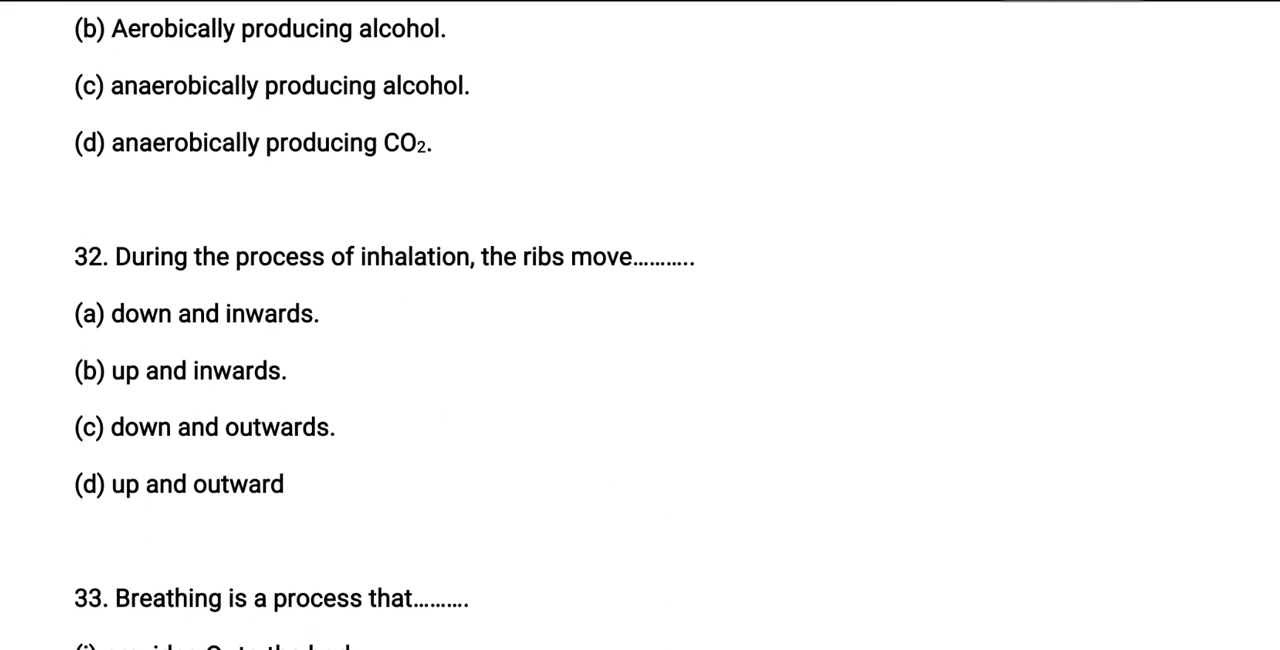 (b) Aerobically producing alcohol.
(c) anaerobically producing alcohol.
(d) anaerobically producing CO₂.
32. During the process of inhalation, the ribs move..........
(a) down and inwards.
(b) up and inwards.
(c) down and outwards.
(d) up and outward
33. Breathing is a process that.........